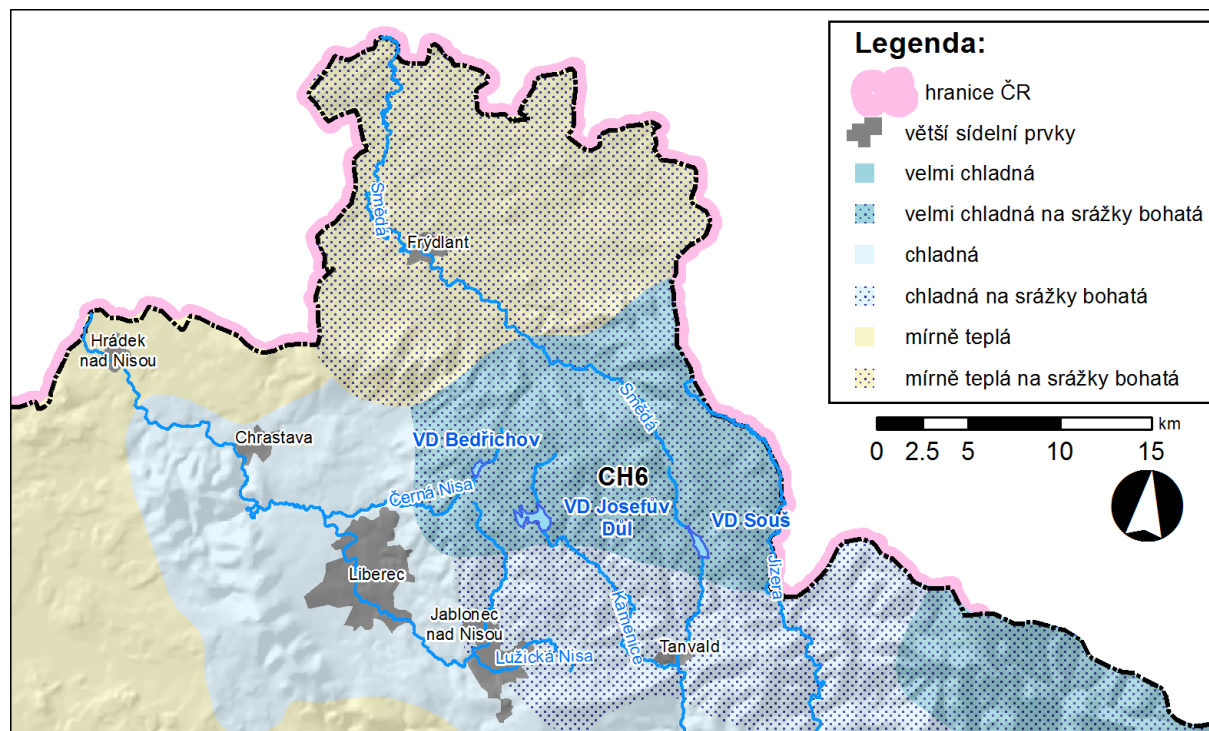 Legenda:
hranice ČR
větší sídelní prvky
velmi chladná
velmi chladná na srážky bohatá
chladná
chladná na srážky bohatá
mírně teplá
mírně teplá na srážky bohatá
0 2.5 5 10 15 km
Smědá
Frýdlant
Hrádek
nad Nisou
Chrastava
VD Bedřichov
Smědá
Černá Nisa
CH6
VD Josefův
Důl
VD Souš
Liberec
Jizera
Kamenice
Jablonec
nad Nisou
Lužická Nisa
Tanvald